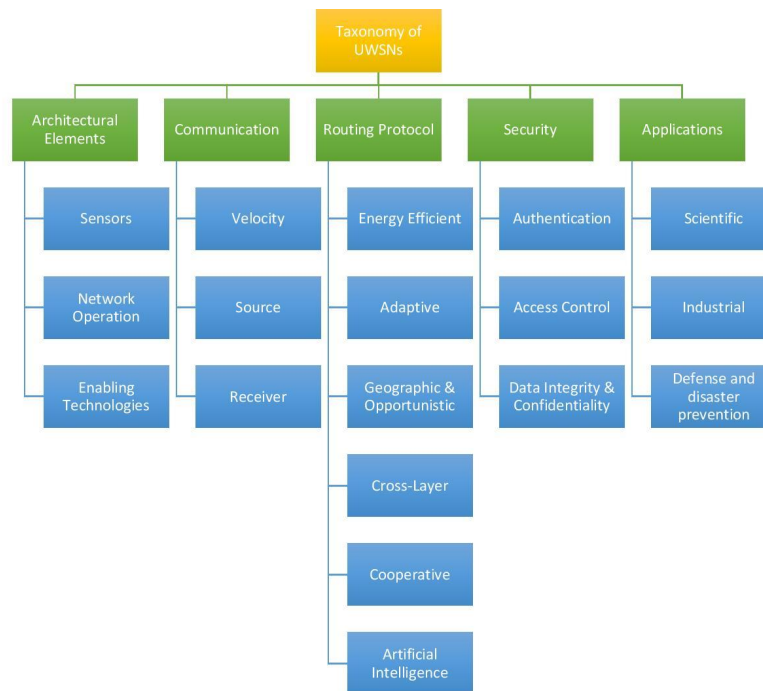 Taxonomy of
UWSNs
Architectural
Elements
Communication
Routing Protocol
Security
Applications
Sensors
Velocity
Energy Efficient
Authentication
Scientific
Network
Operation
Source
Adaptive
Access Control
Industrial
Enabling
Technologies
Receiver
Geographic &
Opportunistic
Data Integrity &
Confidentiality
Defense and
disaster
prevention
Cross-Layer
Cooperative
Artificial
Intelligence